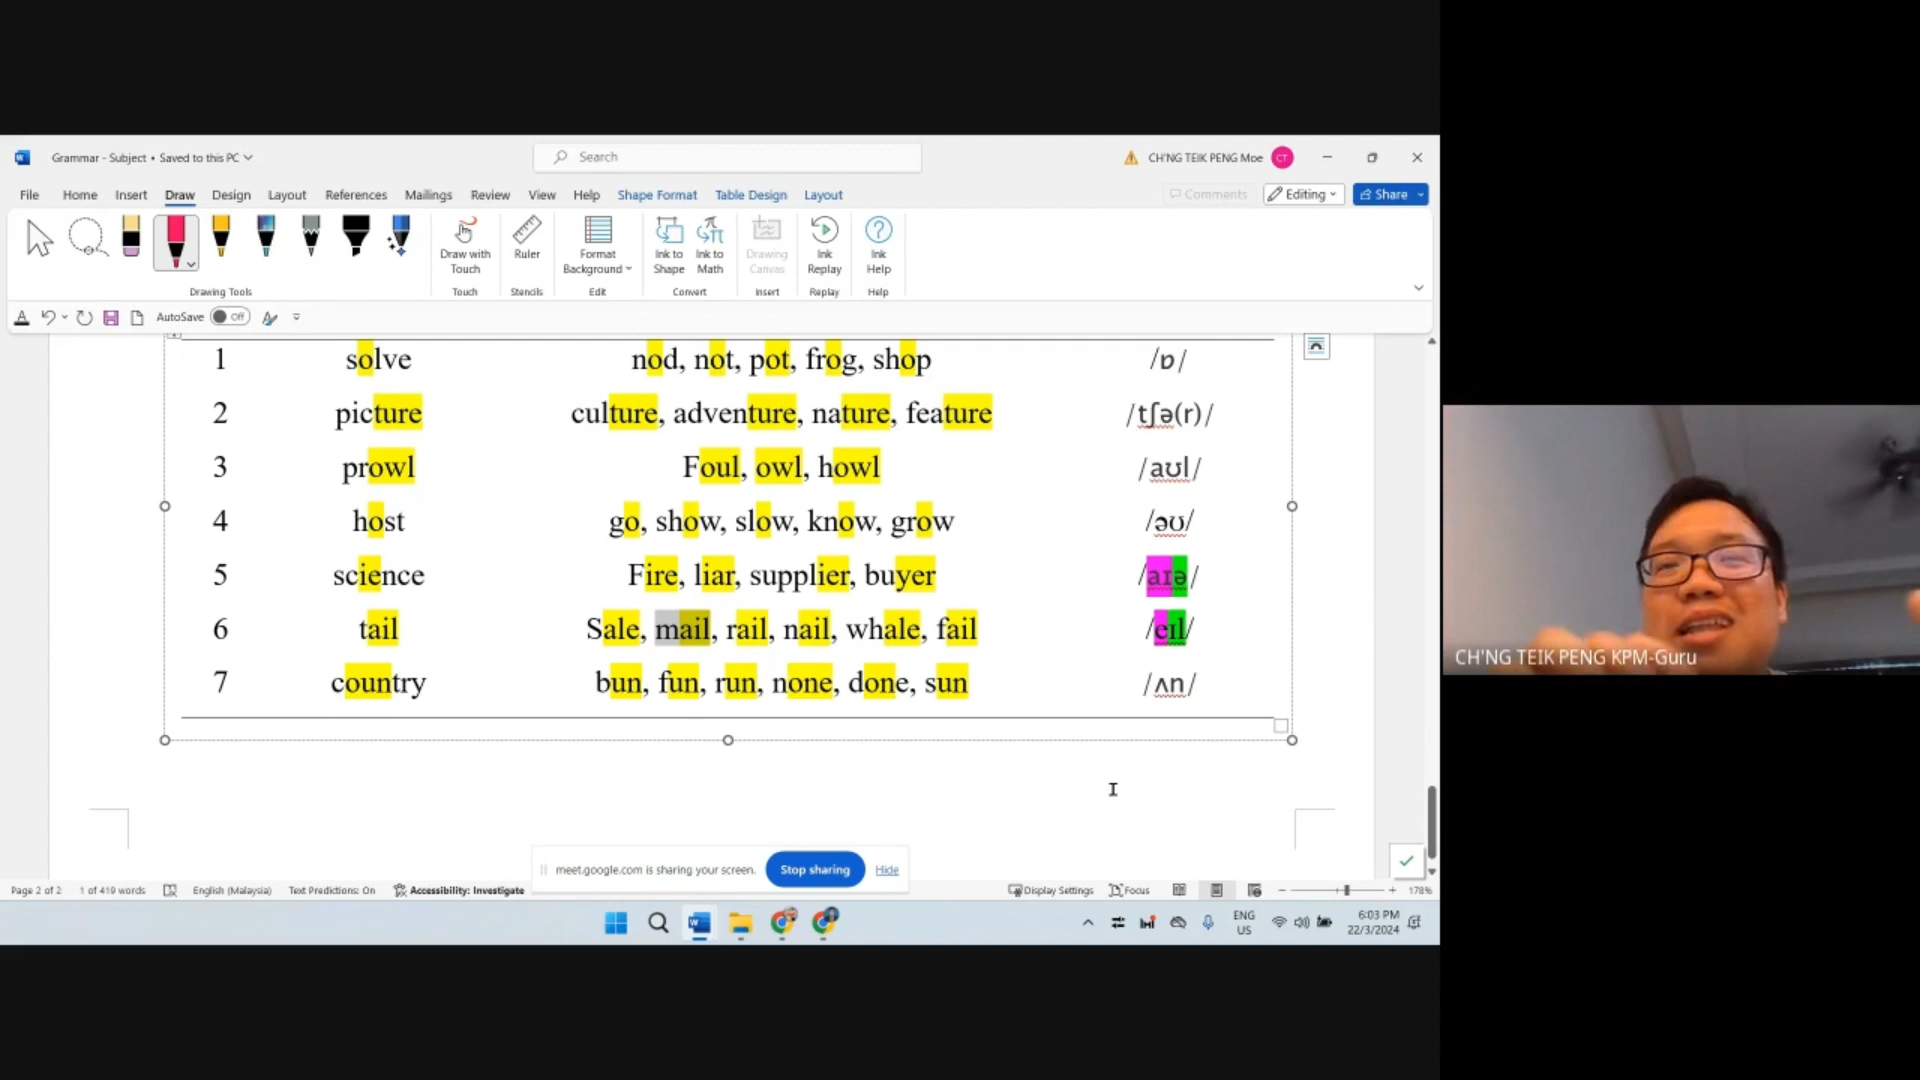 Grammar - Subject • Saved to this PC
Search
CH'NG TEIK PENG Moe
CT
File Home Insert Draw Design Layout References Mailings Review View Help Shape Format Table Design Layout
Comments Editing Share
Draw with Touch
Ruler
Format Background
Ink to Shape
Ink to Math
Drawing Canvas
Ink Replay
Ink Help
Drawing Tools Touch Stencils Edit Convert Insert Replay Help
AutoSave Off
1 solve nod, not, pot, frog, shop /ɒ/
2 picture culture, adventure, nature, feature /tʃə(r)/
3 prowl Foul, owl, howl /aʊl/
4 host go, show, slow, know, grow /əʊ/
5 science Fire, liar, supplier, buyer /aɪə/
6 tail Sale, mail, rail, nail, whale, fail /eɪl/
7 country bun, fun, run, none, done, sun /ʌn/
CH'NG TEIK PENG KPM-Guru
meet.google.com is sharing your screen. Stop sharing Hide
Page 2 of 2 1 of 419 words English (Malaysia) Text Predictions: On Accessibility: Investigate Display Settings Focus 178%
ENG
US
6:03 PM
22/3/2024